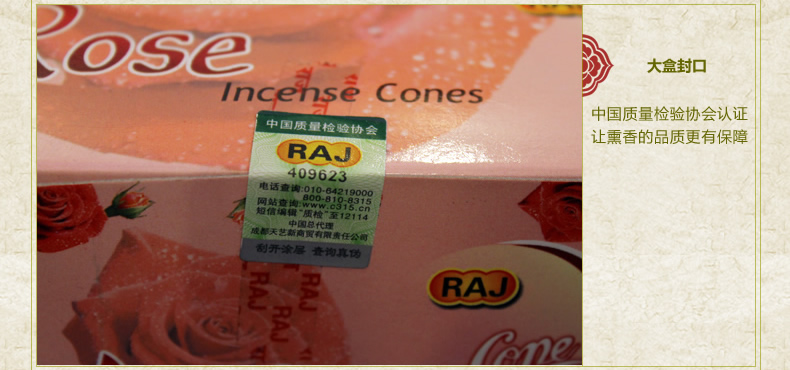 Rose
Incense Cones
中国质量检验协会
RAJ
409623
电话查询:010-64219000
800-810-8315
网站查询:www.c315.cn
短信编辑"质检"至12114
中国总代理
成都天艺新商贸有限责任公司
刮开涂层 查询真伪
RAJ
RAJ
RAJ
RAJ
Cone
大盒封口
中国质量检验协会认证
让熏香的品质更有保障